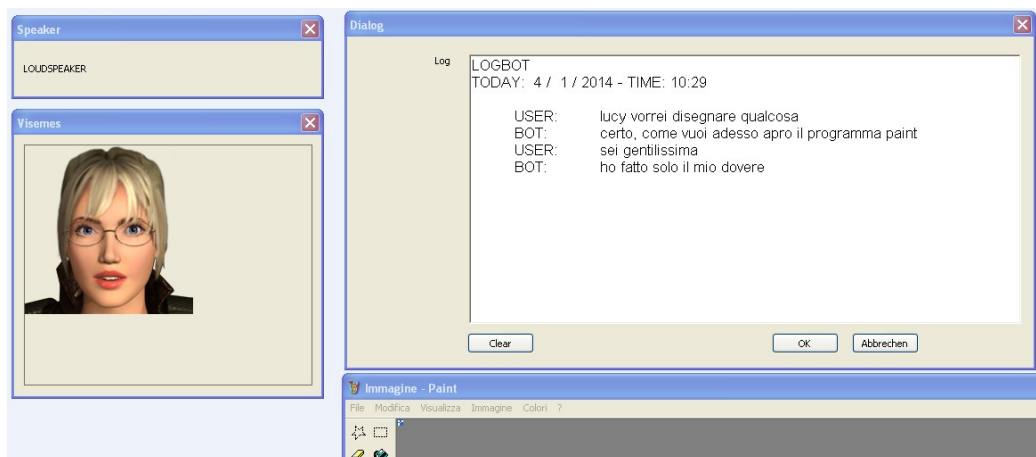 Speaker
LOUDSPEAKER
Visemes
Dialog
Log
LOGBOT
TODAY: 4 / 1 / 2014 - TIME: 10:29
USER: lucy vorrei disegnare qualcosa
BOT: certo, come vuoi adesso apro il programma paint
USER: sei gentilissima
BOT: ho fatto solo il mio dovere
Clear OK Abbrechen
Immagine - Paint
File Modifica Visualizza Immagine Colori ?